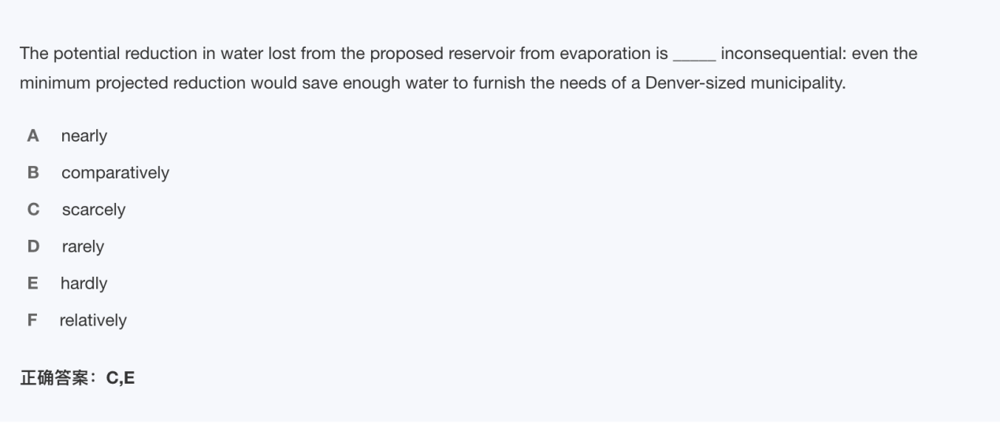 The potential reduction in water lost from the proposed reservoir from evaporation is _____ inconsequential: even the
minimum projected reduction would save enough water to furnish the needs of a Denver-sized municipality.
A nearly
B comparatively
C scarcely
D rarely
E hardly
F relatively
正确答案：C,E